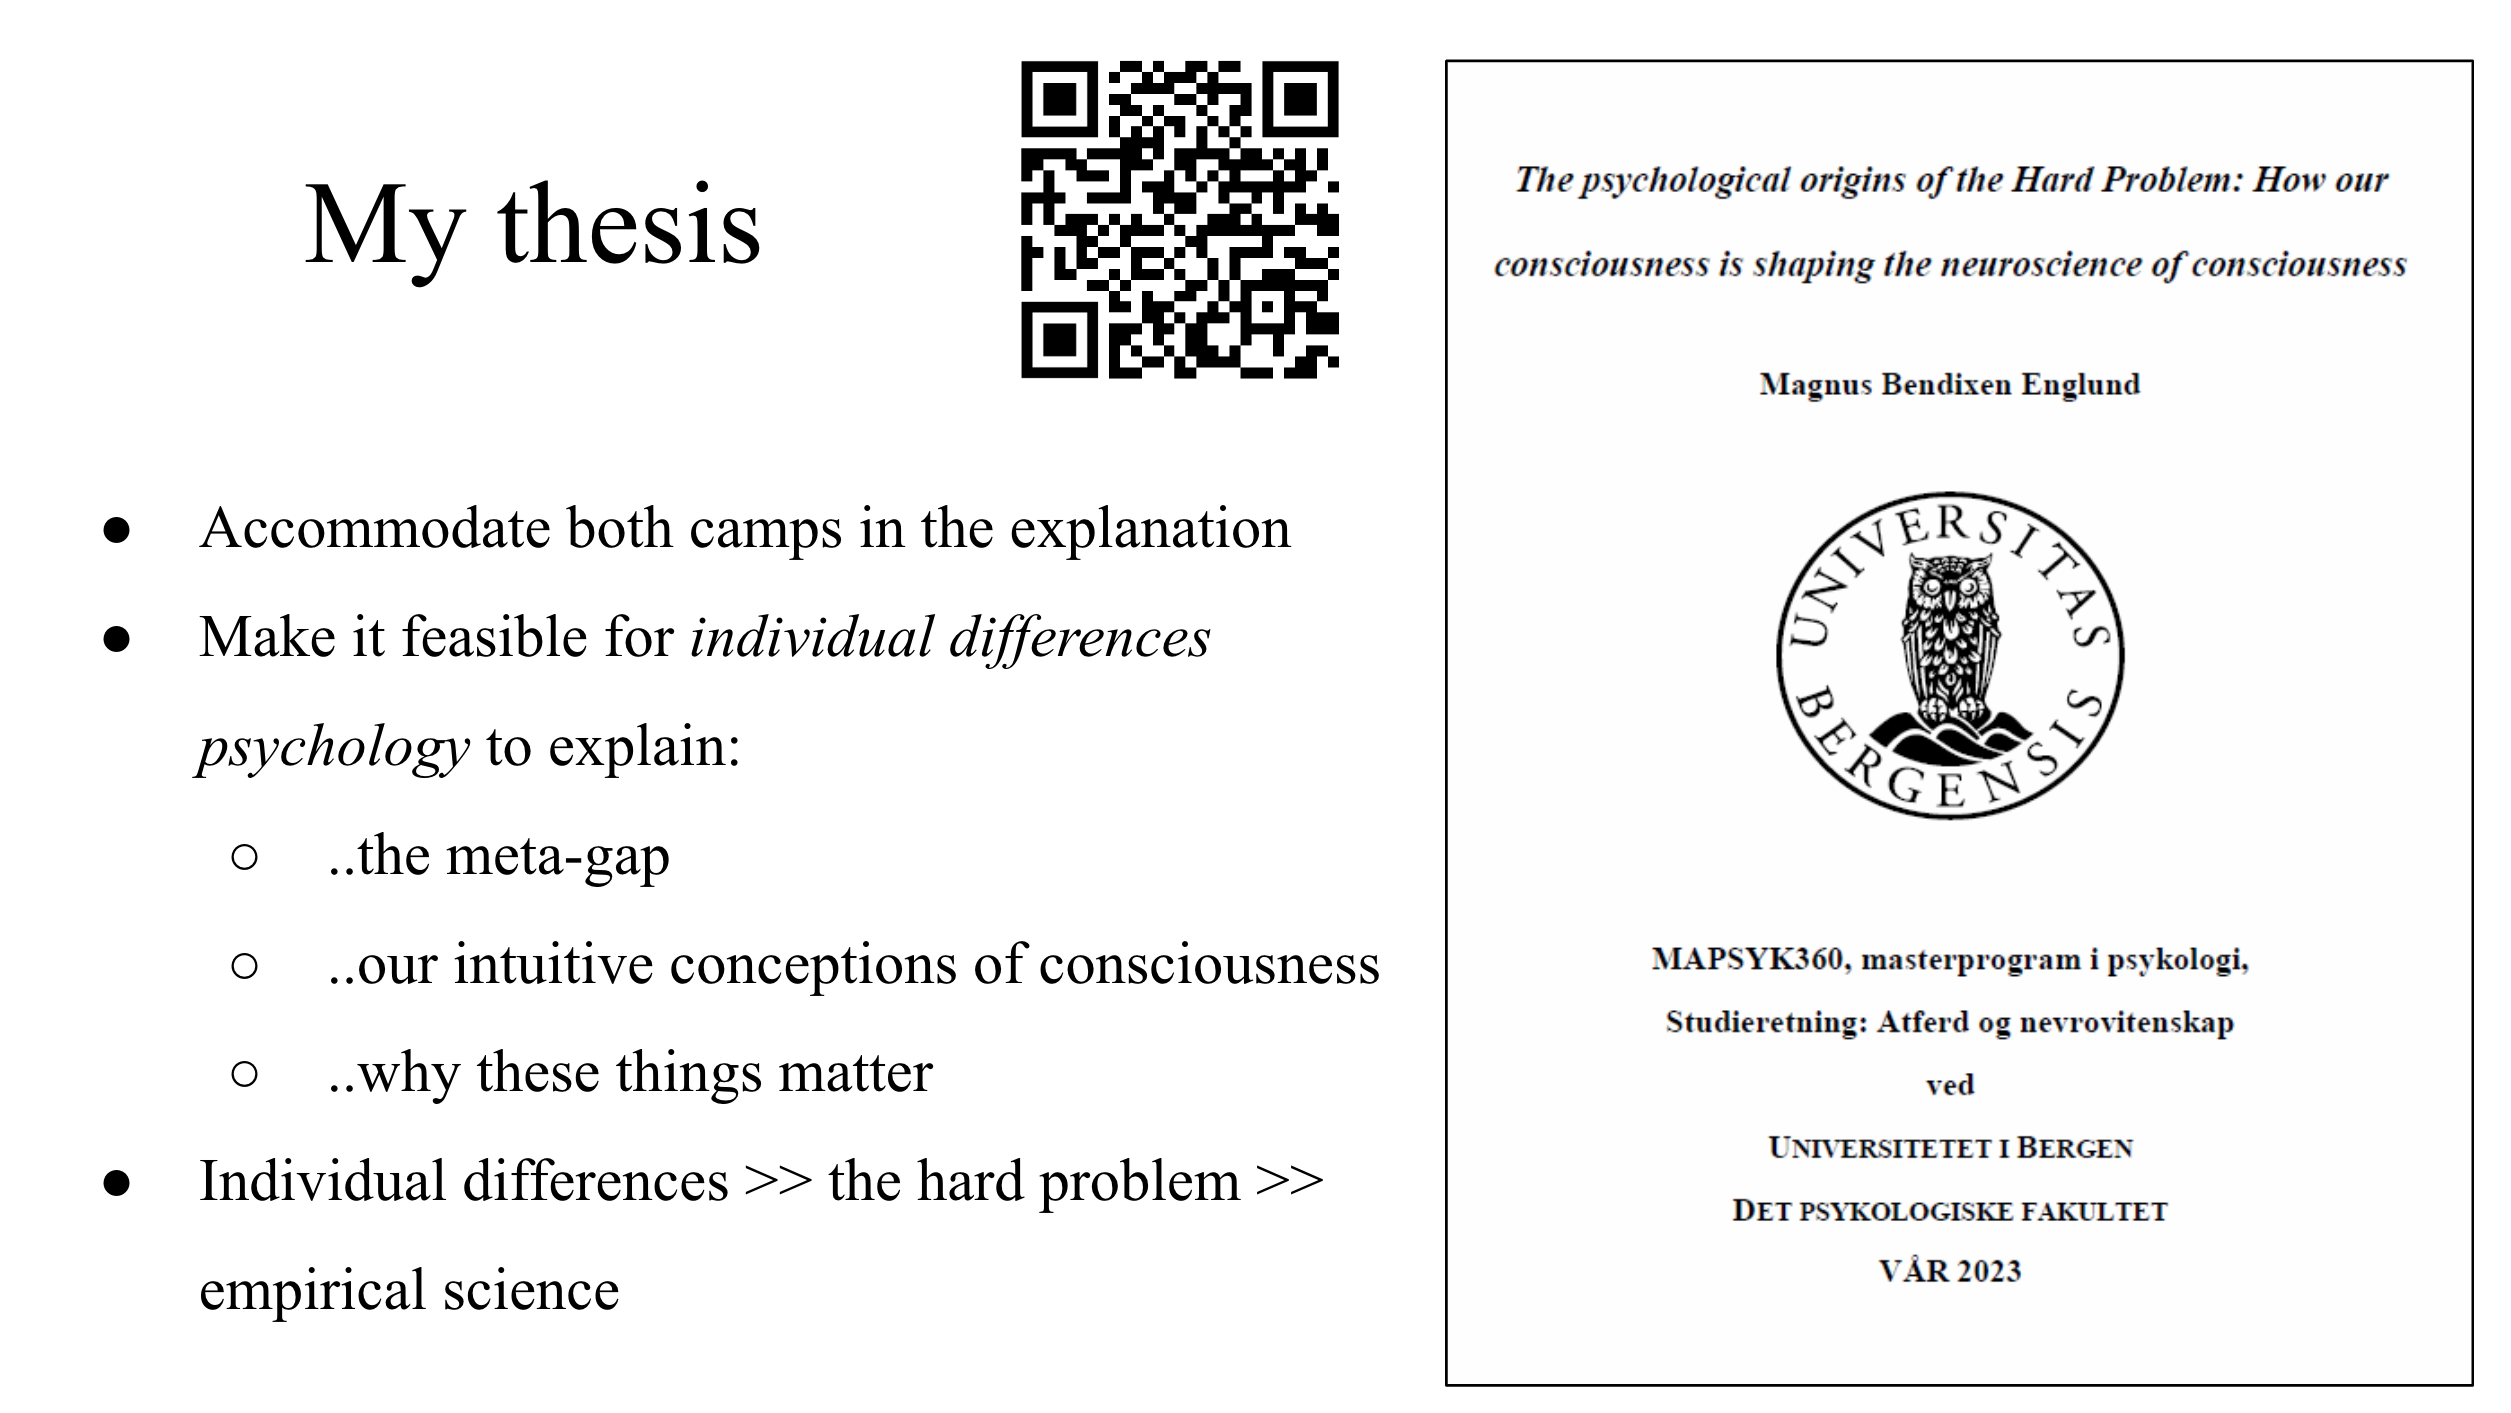 My thesis
● Accommodate both camps in the explanation
● Make it feasible for individual differences
psychology to explain:
○ ..the meta-gap
○ ..our intuitive conceptions of consciousness
○ ..why these things matter
● Individual differences >> the hard problem >>
empirical science
The psychological origins of the Hard Problem: How our
consciousness is shaping the neuroscience of consciousness
Magnus Bendixen Englund
UNIVERSITAS
BERGENSIS
MAPSYK360, masterprogram i psykologi,
Studieretning: Atferd og nevrovitenskap
ved
UNIVERSITETET I BERGEN
DET PSYKOLOGISKE FAKULTET
VÅR 2023